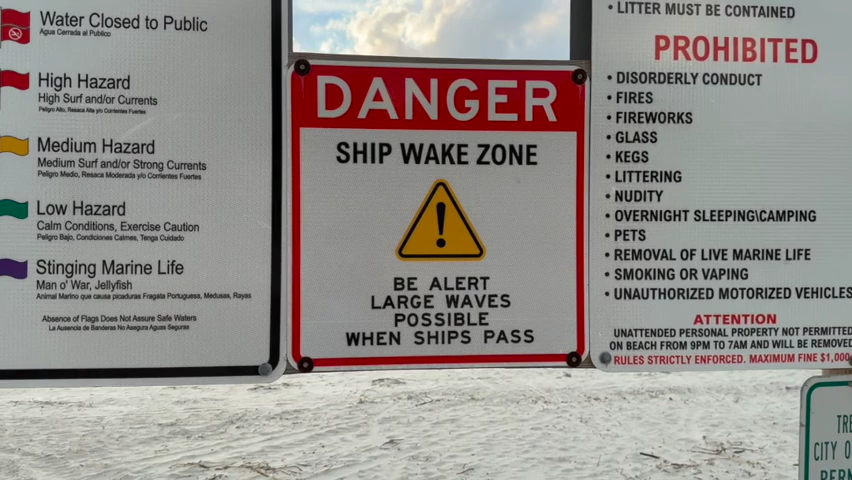 Water Closed to Public
Agua Cerrada al Publico
High Hazard
High Surf and/or Currents
Peligro Alto, Resaca Alta y/o Corrientes Fuertes
Medium Hazard
Medium Surf and/or Strong Currents
Peligro Medio, Resaca Moderada y/o Corrientes Fuertes
Low Hazard
Calm Conditions, Exercise Caution
Peligro Bajo, Condiciones Calmes, Tenga Cuidado
Stinging Marine Life
Man o' War, Jellyfish
Animal Marino que causa picaduras Fragata Portuguesa, Medusas, Rayas
Absence of Flags Does Not Assure Safe Waters
La Ausencia de Banderas No Asegura Aguas Seguras
DANGER
SHIP WAKE ZONE
!
BE ALERT
LARGE WAVES
POSSIBLE
WHEN SHIPS PASS
• LITTER MUST BE CONTAINED
PROHIBITED
• DISORDERLY CONDUCT
• FIRES
• FIREWORKS
• GLASS
• KEGS
• LITTERING
• NUDITY
• OVERNIGHT SLEEPING\CAMPING
• PETS
• REMOVAL OF LIVE MARINE LIFE
• SMOKING OR VAPING
• UNAUTHORIZED MOTORIZED VEHICLES
ATTENTION
UNATTENDED PERSONAL PROPERTY NOT PERMITTED
ON BEACH FROM 9PM TO 7AM AND WILL BE REMOVED
RULES STRICTLY ENFORCED. MAXIMUM FINE $1,000
TRE
CITY O
PERM